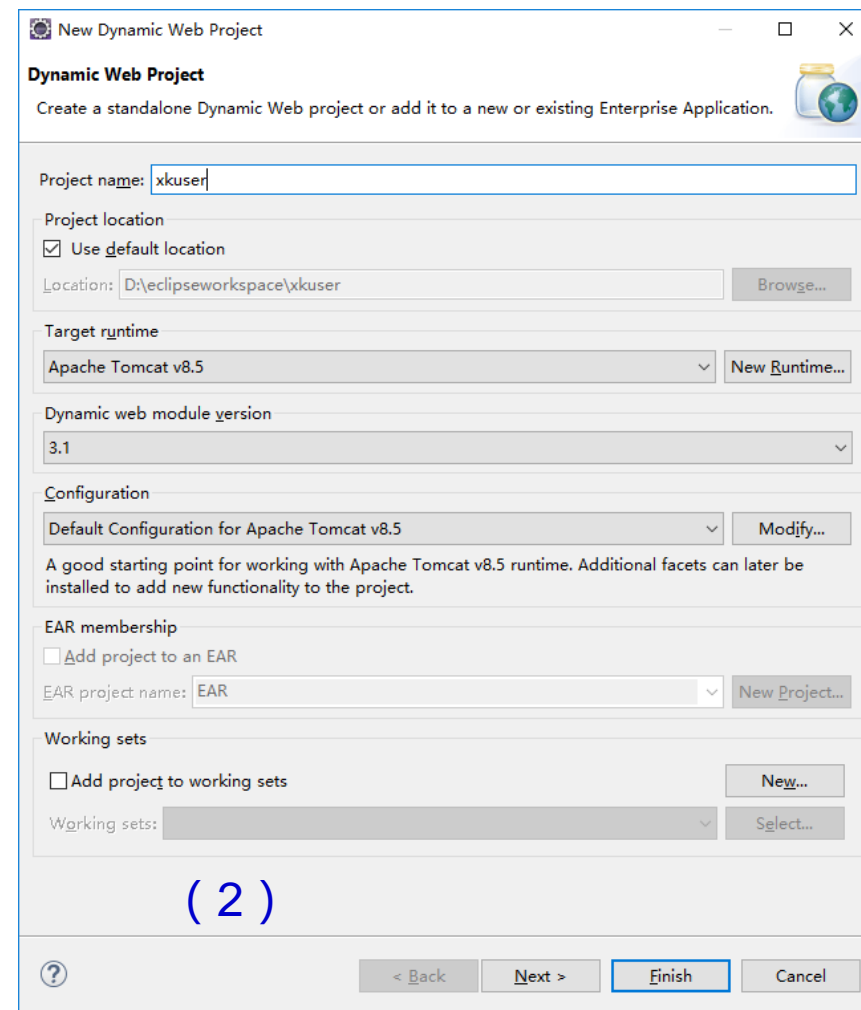 New Dynamic Web Project
Dynamic Web Project
Create a standalone Dynamic Web project or add it to a new or existing Enterprise Application.
Project name: xkuser
Project location
Use default location
Location: D:\eclipseworkspace\xkuser Browse...
Target runtime
Apache Tomcat v8.5 New Runtime...
Dynamic web module version
3.1
Configuration
Default Configuration for Apache Tomcat v8.5 Modify...
A good starting point for working with Apache Tomcat v8.5 runtime. Additional facets can later be
installed to add new functionality to the project.
EAR membership
Add project to an EAR
EAR project name: EAR New Project...
Working sets
Add project to working sets New...
Working sets: Select...
( 2 )
? < Back Next > Finish Cancel